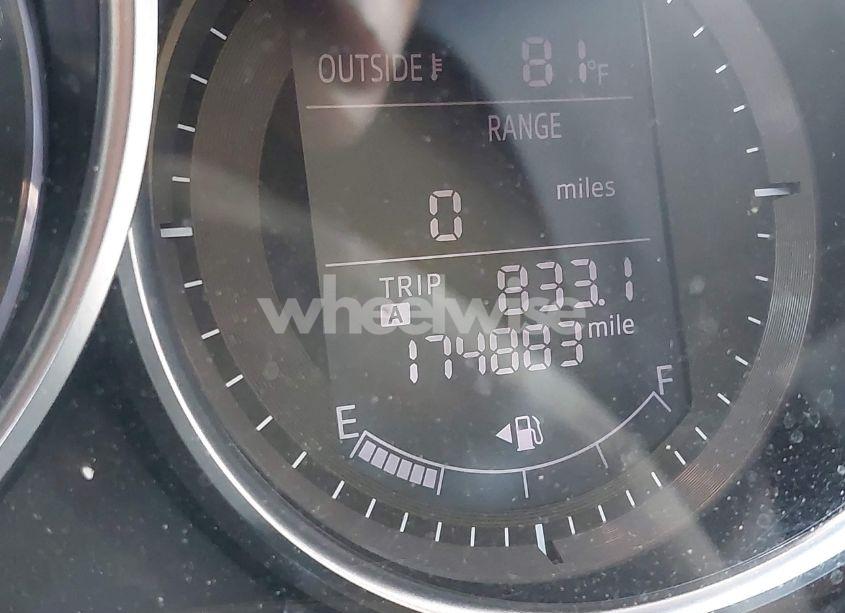 OUTSIDE 81°F
RANGE
0 miles
TRIP A 833.1
174883 mile
wheelwise
E F